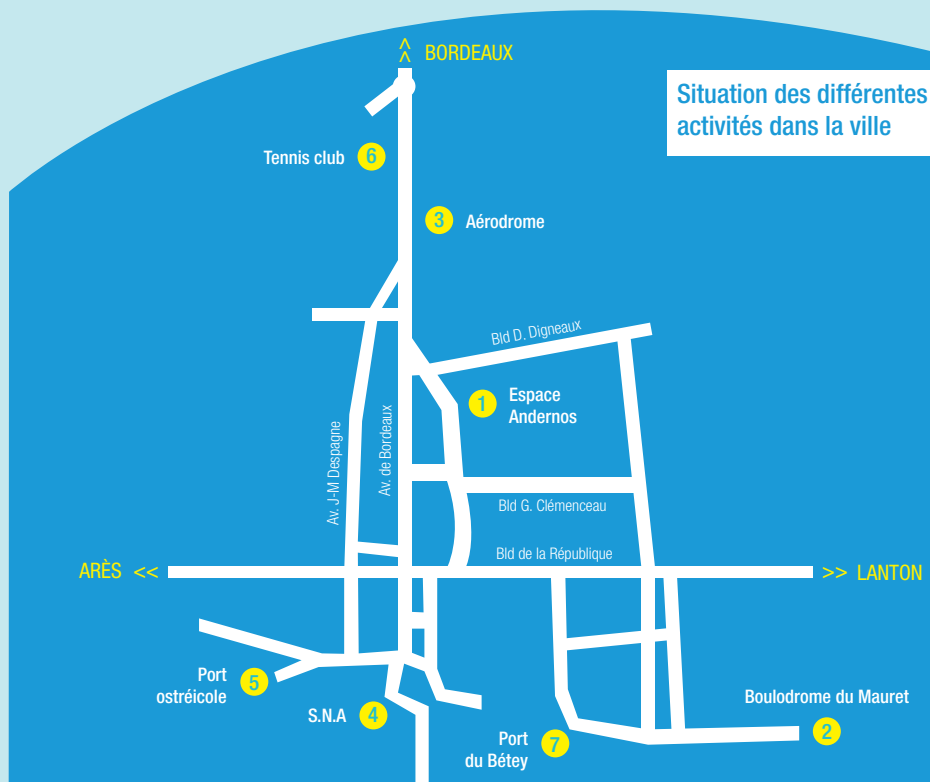 ^^ BORDEAUX
Situation des différentes
activités dans la ville
Tennis club 6
3 Aérodrome
Bld D. Digneaux
1 Espace
Andernos
Av. J-M Despagne
Av. de Bordeaux
Bld G. Clémenceau
Bld de la République
ARÈS <<
>> LANTON
Port
ostréicole 5
S.N.A 4
Boulodrome du Mauret
2
Port
du Bétey 7